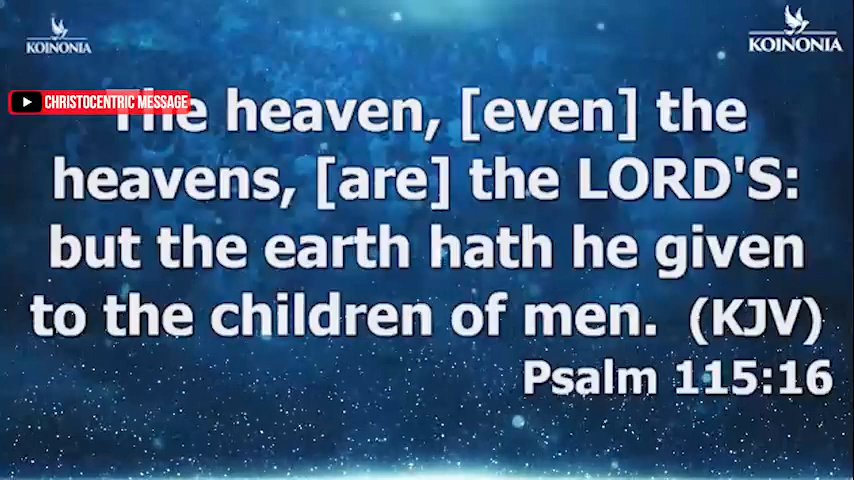 KOINONIA
KOINONIA
CHRISTOCENTRIC MESSAGE
The heaven, [even] the
heavens, [are] the LORD'S:
but the earth hath he given
to the children of men. (KJV)
Psalm 115:16